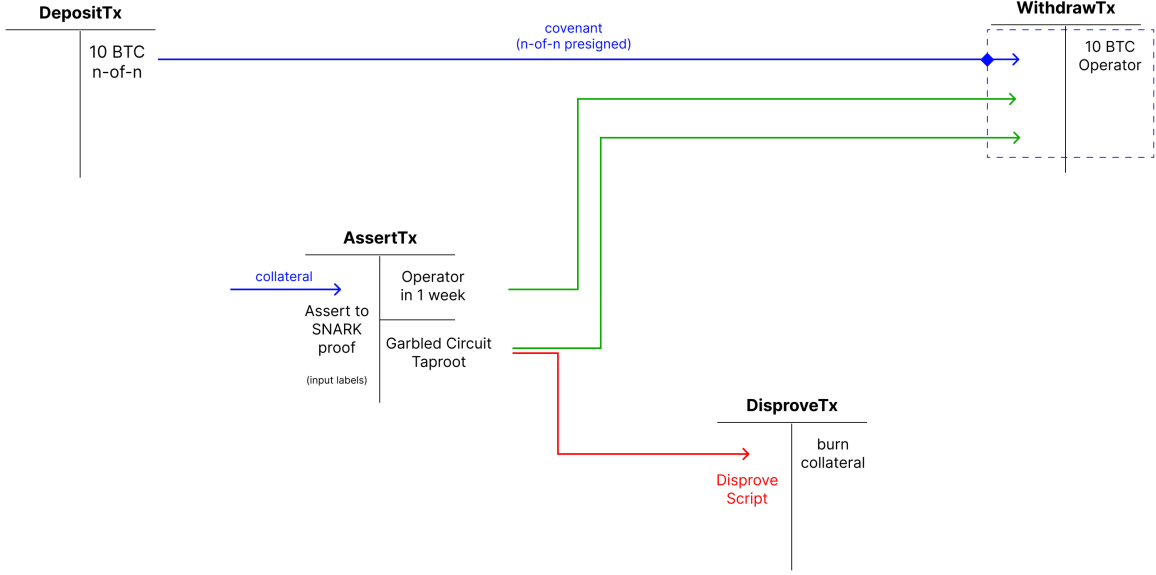 DepositTx
10 BTC
n-of-n
covenant
(n-of-n presigned)
WithdrawTx
10 BTC
Operator
AssertTx
collateral
Assert to
SNARK
proof
(input labels)
Operator
in 1 week
Garbled Circuit
Taproot
DisproveTx
burn
collateral
Disprove
Script